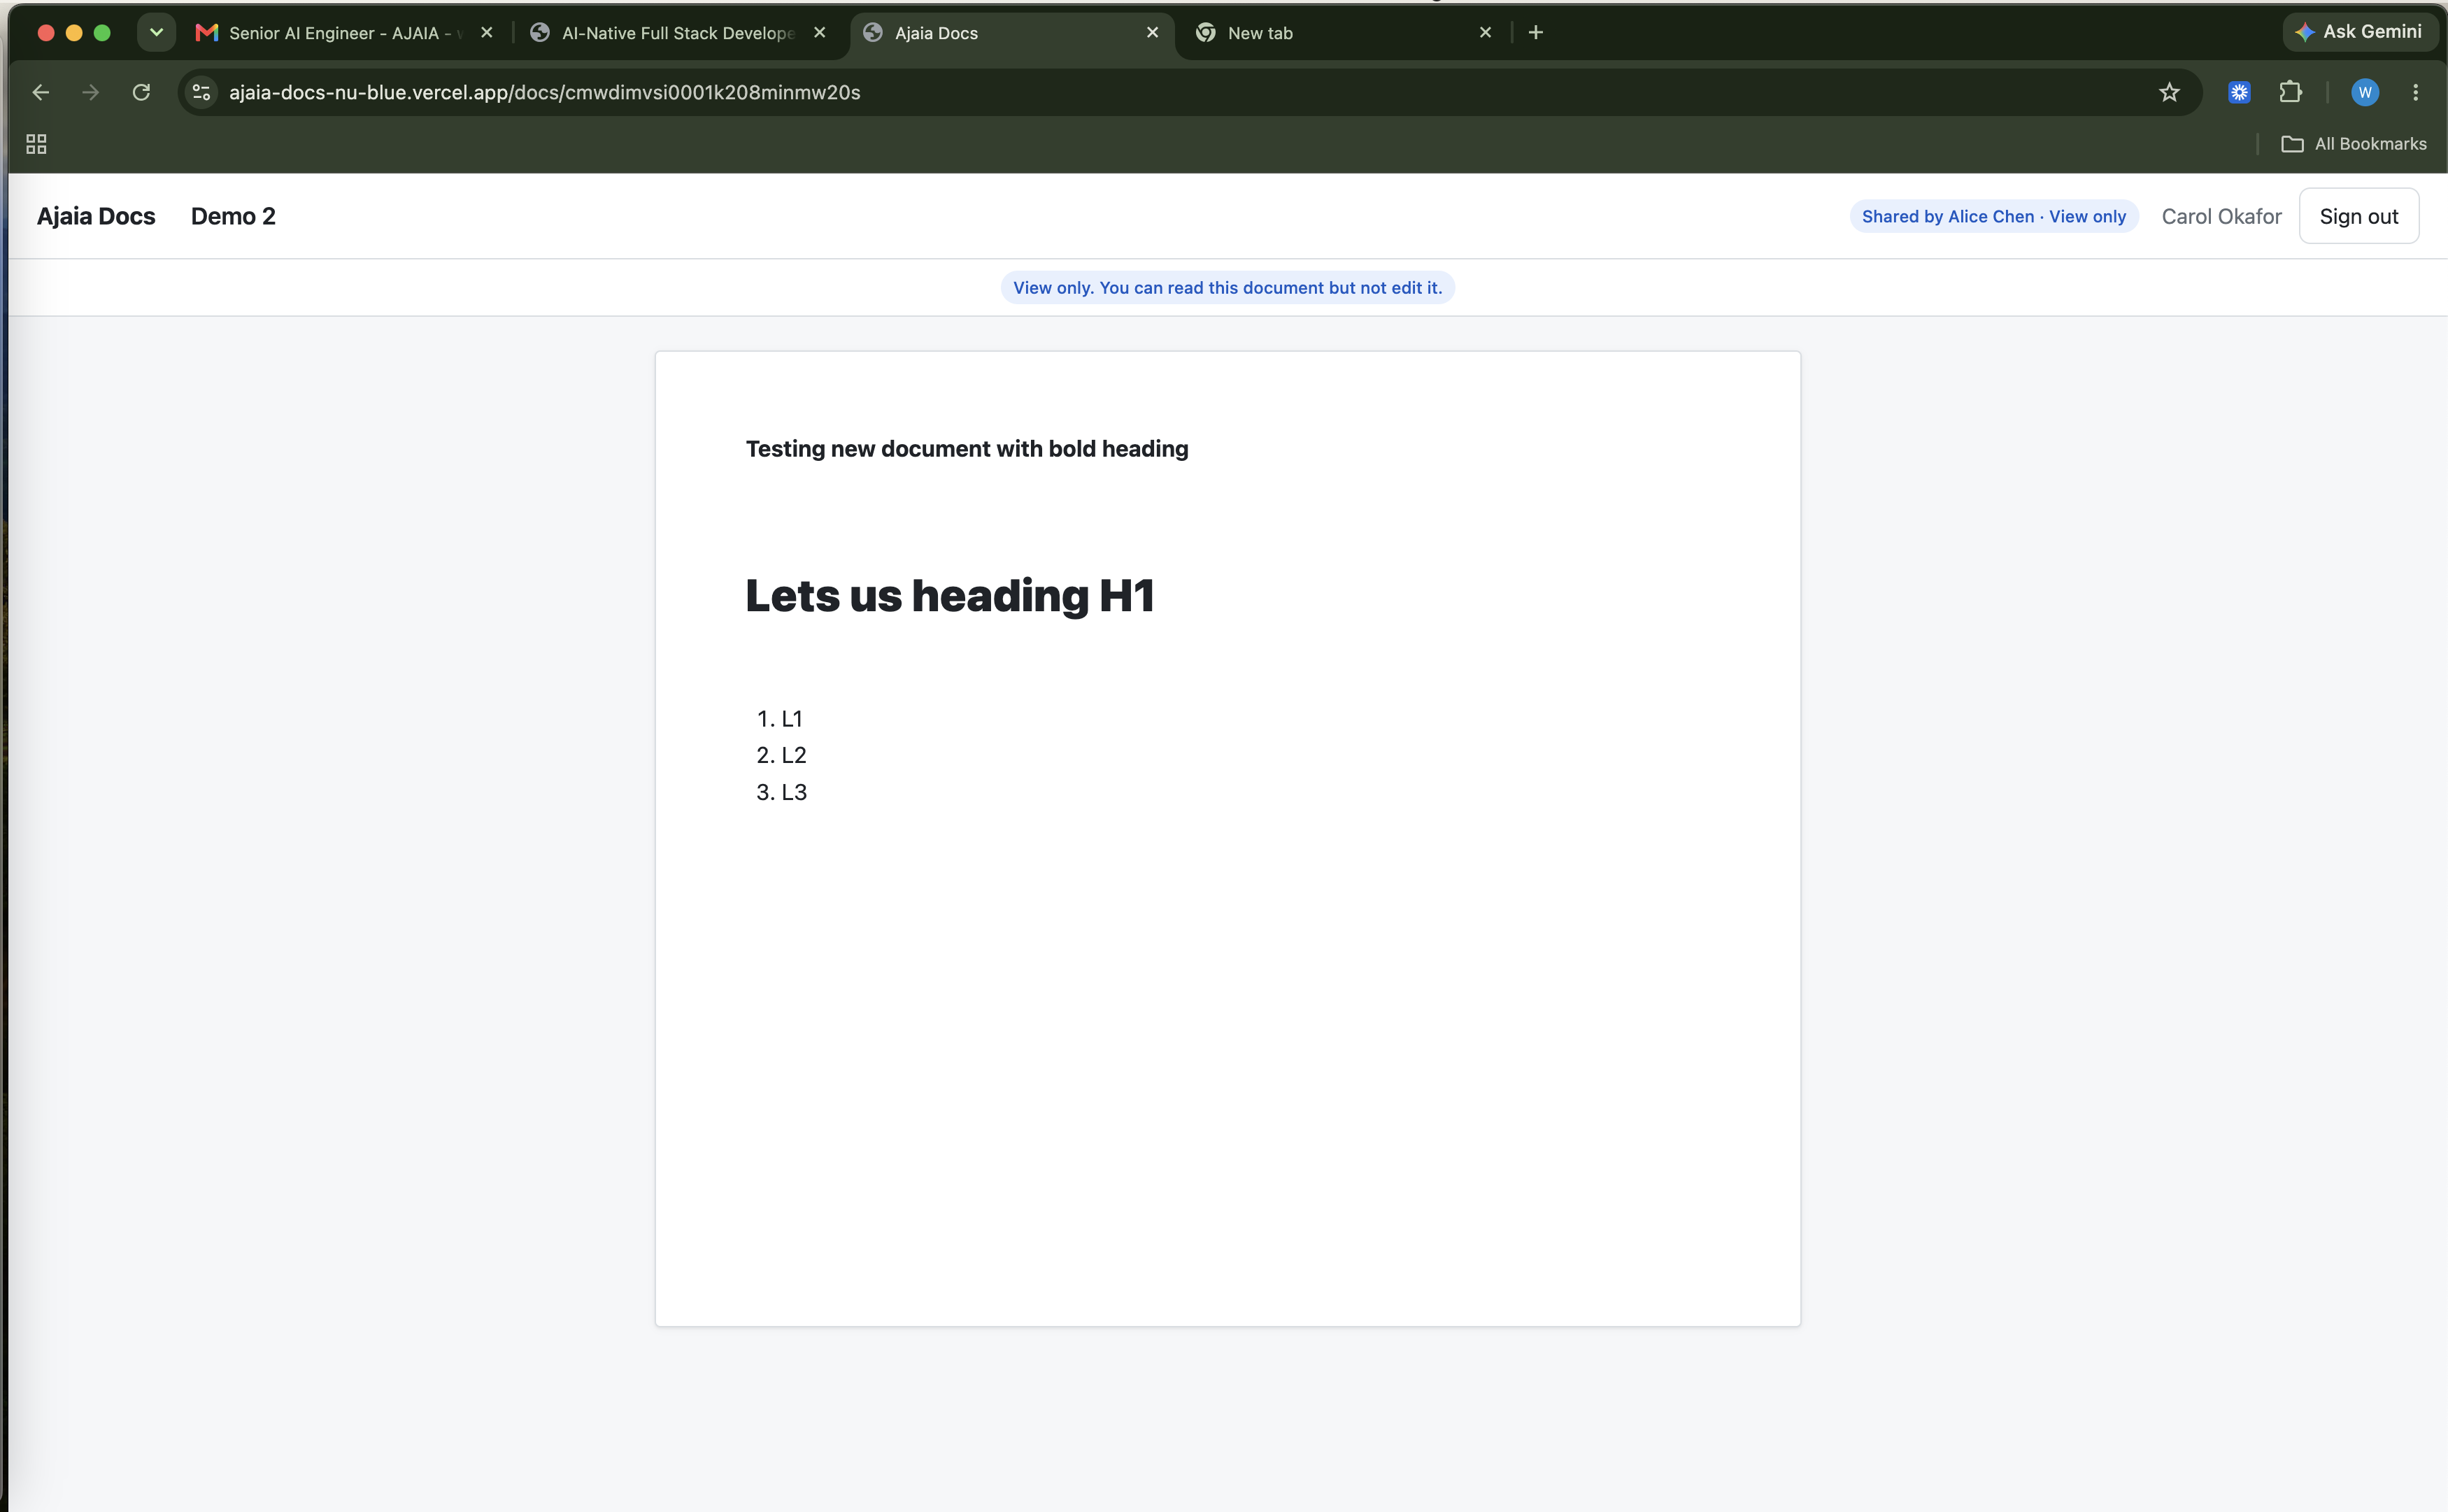 Senior AI Engineer - AJAIA -
AI-Native Full Stack Develope
Ajaia Docs
New tab
Ask Gemini
ajaia-docs-nu-blue.vercel.app/docs/cmwdimvsi0001k208minmw20s
W
All Bookmarks
Ajaia Docs
Demo 2
Shared by Alice Chen · View only
Carol Okafor
Sign out
View only. You can read this document but not edit it.
Testing new document with bold heading
Lets us heading H1
1. L1
2. L2
3. L3